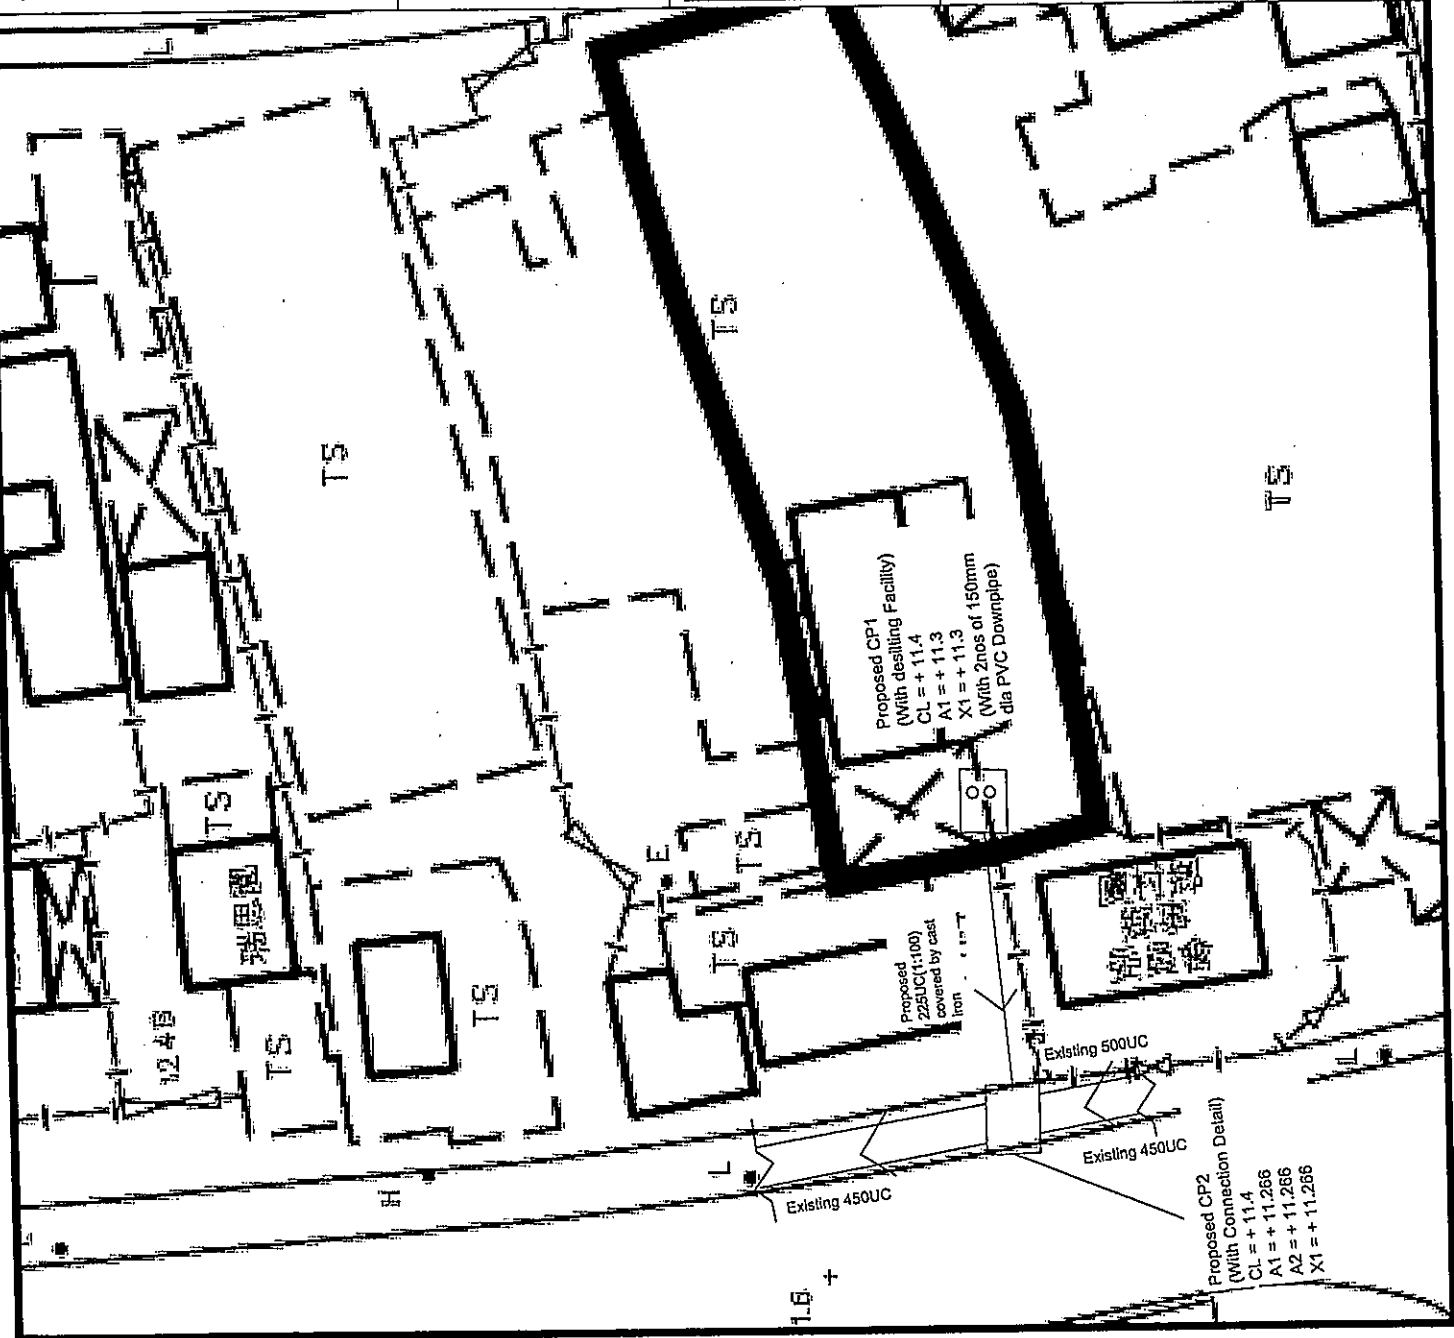 L
TS
TS
TS
Proposed CP1
(With desilting Facility)
CL = + 11.4
A1 = + 11.3
X1 = + 11.3
(With 2nos of 150mm
dia PVC Downpipe)
TS
E
TS
瑞思園
TS
TS
TS
Proposed
225UC(1:100)
covered by cast
iron
Existing 500UC
L
Existing 450UC
H
L
Existing 450UC
Proposed CP2
(With Connection Detail)
CL = + 11.4
A1 = + 11.266
A2 = + 11.266
X1 = + 11.266